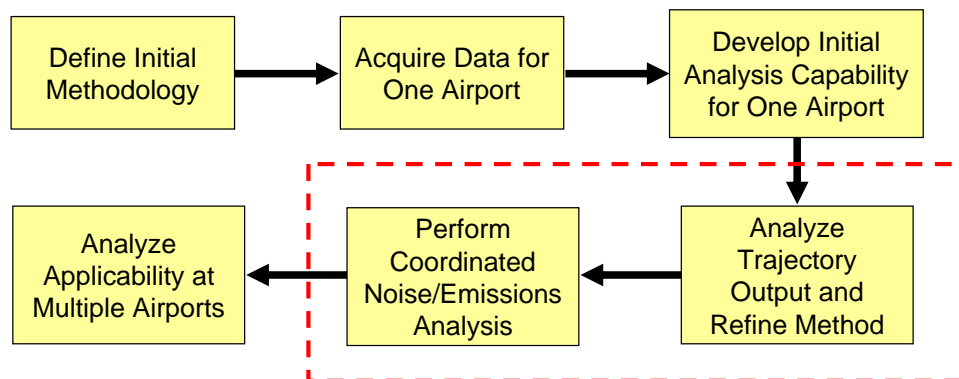 Define Initial
Methodology
Acquire Data for
One Airport
Develop Initial
Analysis Capability
for One Airport
Analyze
Trajectory
Output and
Refine Method
Perform
Coordinated
Noise/Emissions
Analysis
Analyze
Applicability at
Multiple Airports